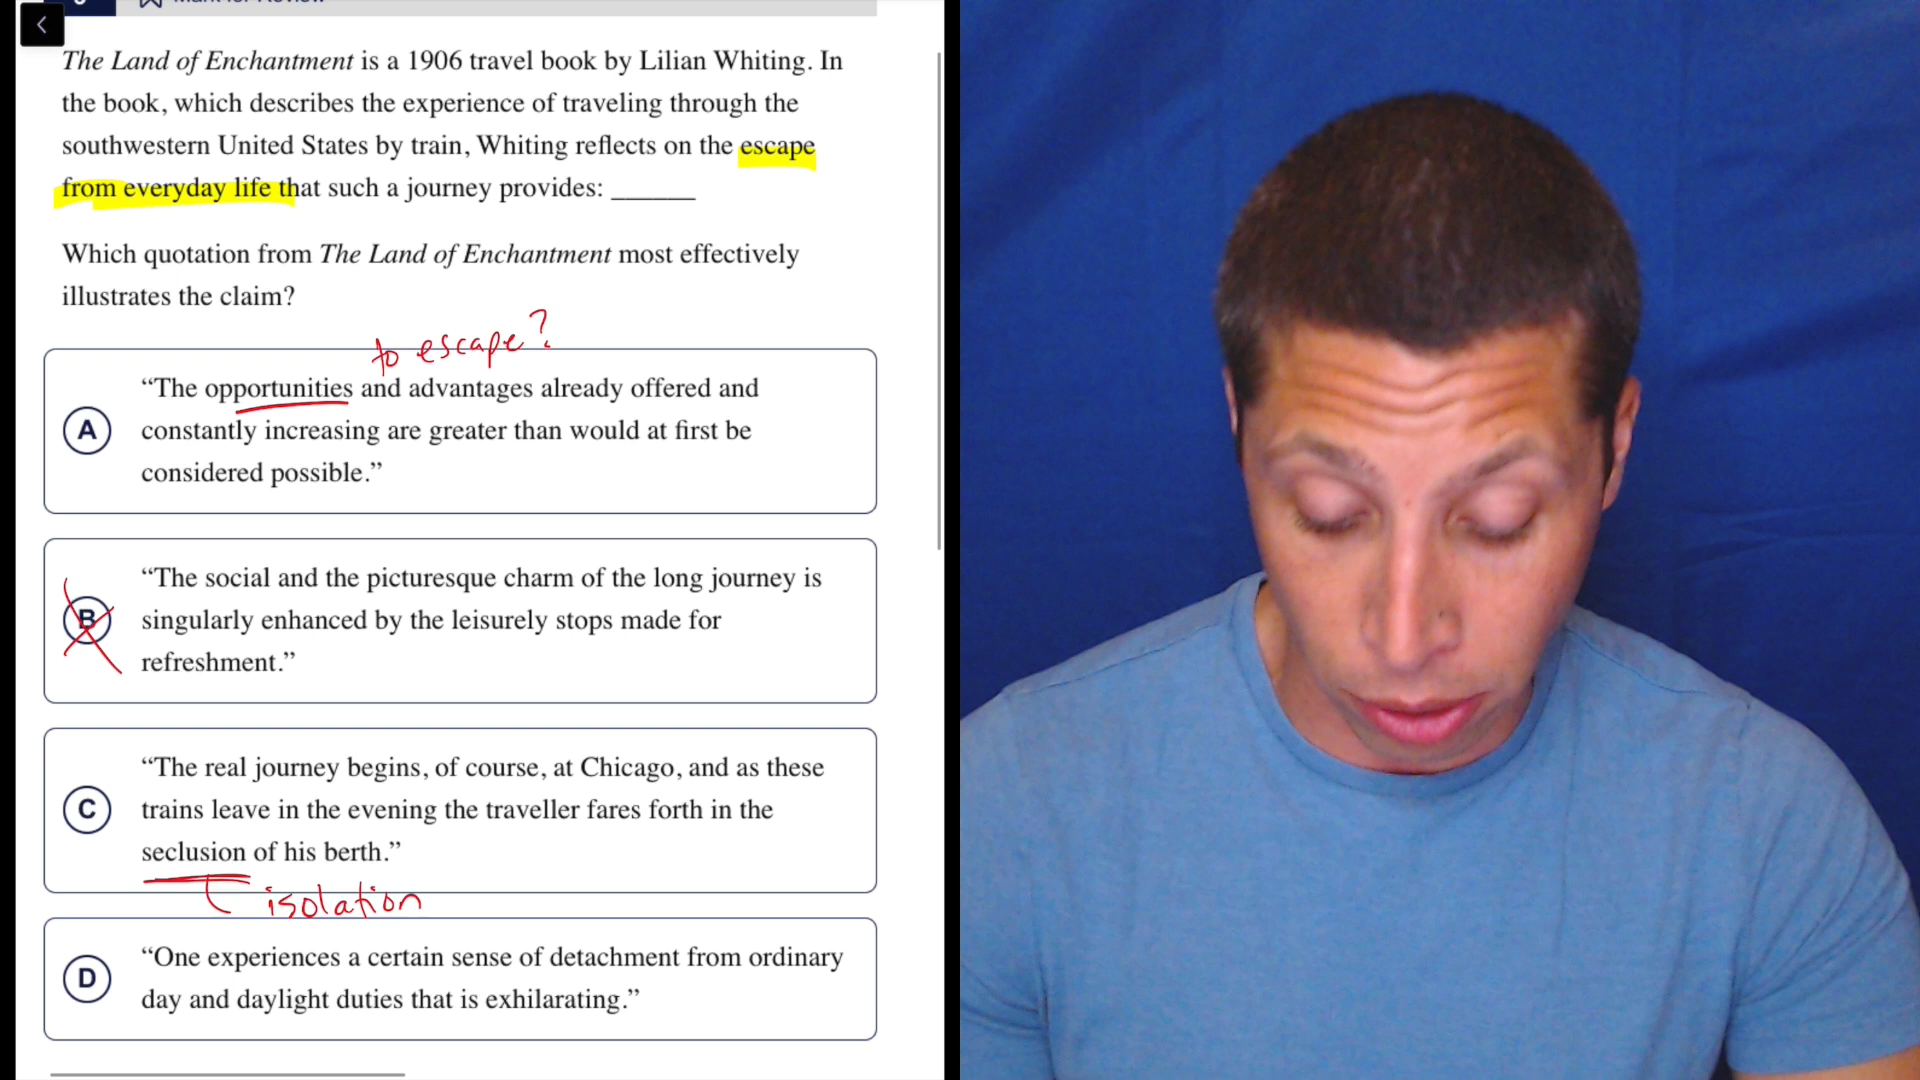 The Land of Enchantment is a 1906 travel book by Lilian Whiting. In
the book, which describes the experience of traveling through the
southwestern United States by train, Whiting reflects on the escape
from everyday life that such a journey provides: ______
Which quotation from The Land of Enchantment most effectively
illustrates the claim?
to escape?
A
“The opportunities and advantages already offered and
constantly increasing are greater than would at first be
considered possible.”
B
“The social and the picturesque charm of the long journey is
singularly enhanced by the leisurely stops made for
refreshment.”
C
“The real journey begins, of course, at Chicago, and as these
trains leave in the evening the traveller fares forth in the
seclusion of his berth.”
isolation
D
“One experiences a certain sense of detachment from ordinary
day and daylight duties that is exhilarating.”